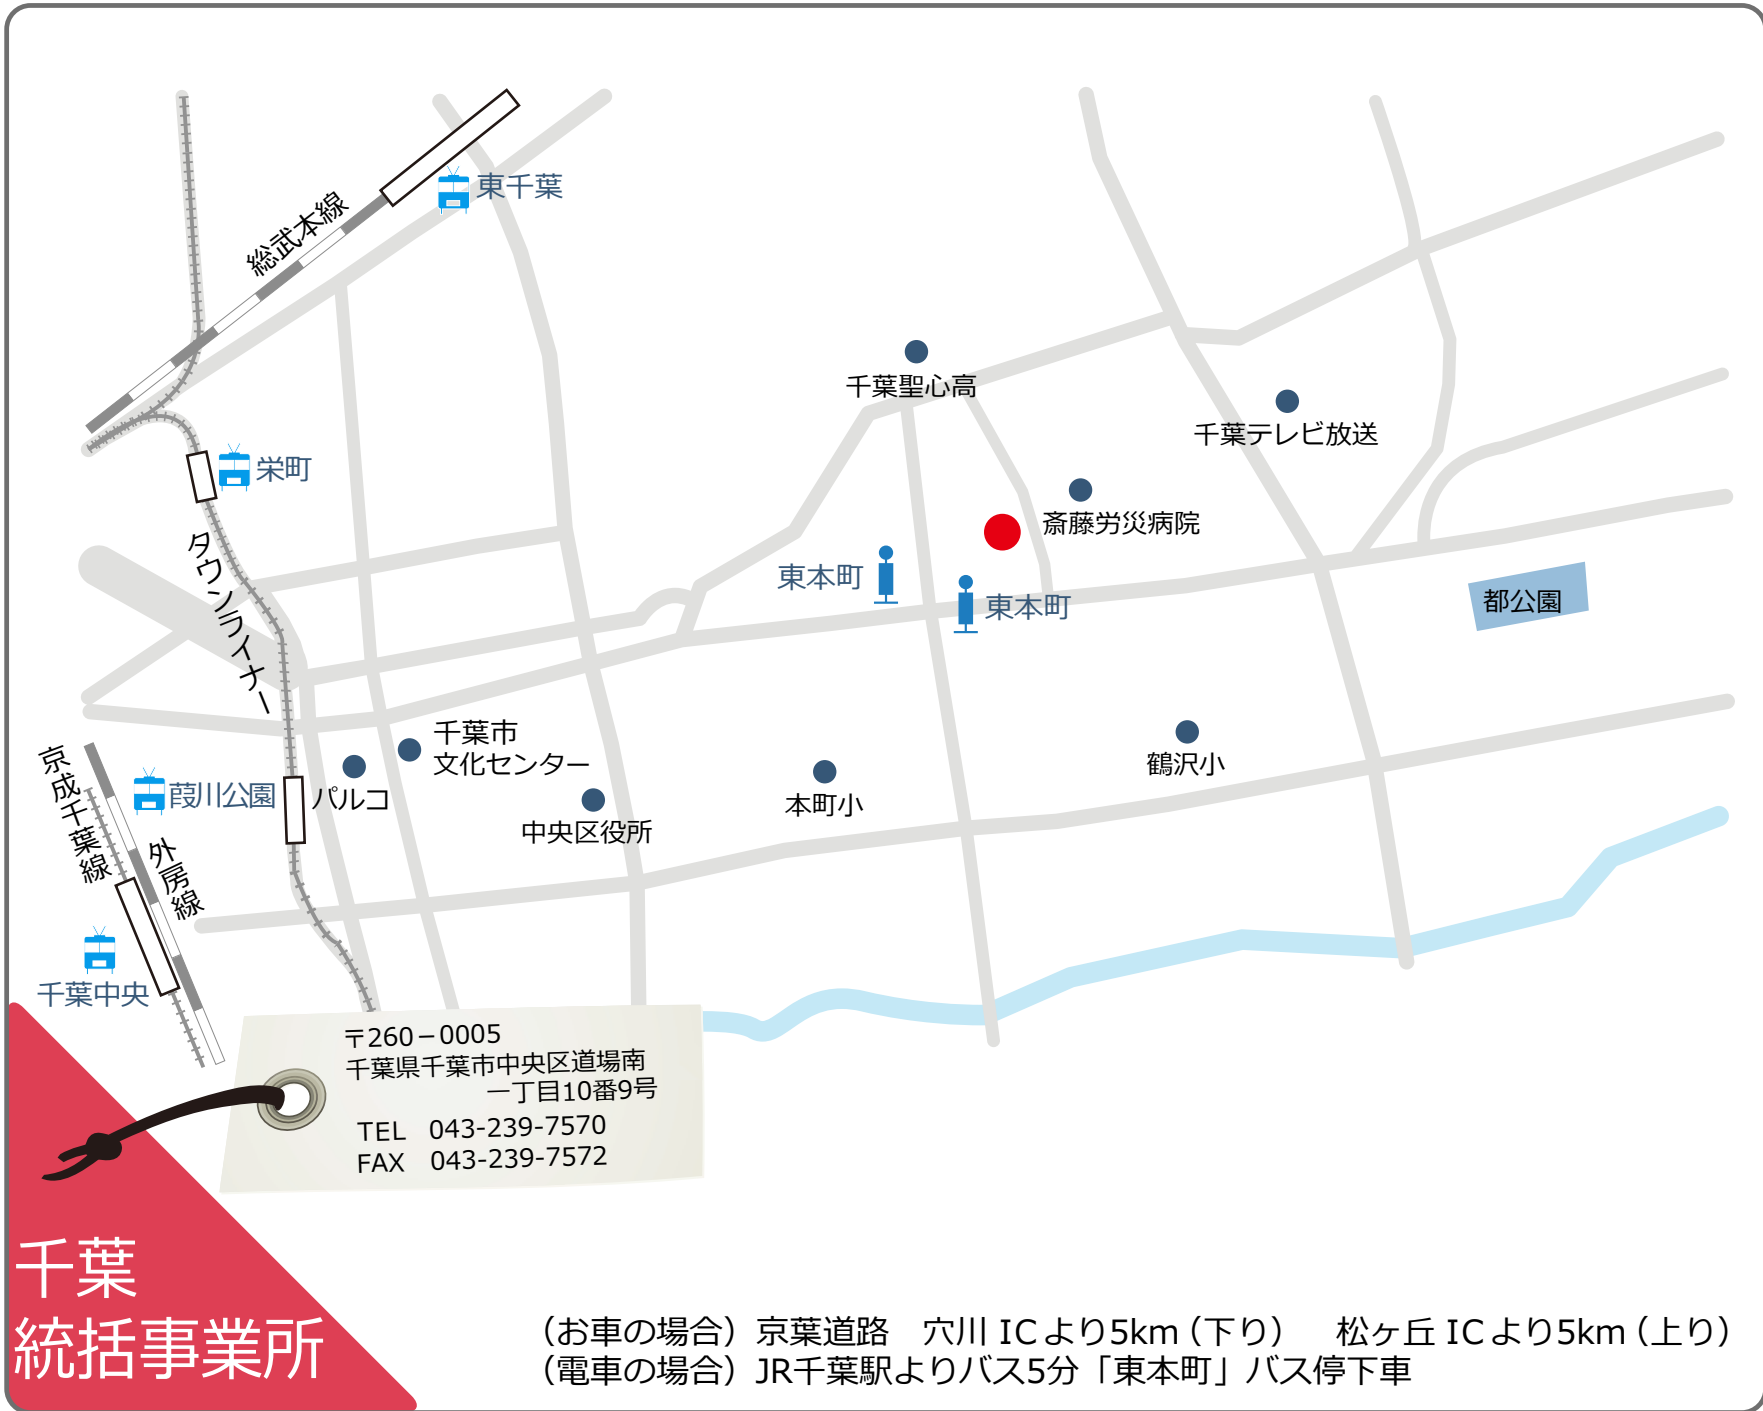 東千葉
総武本線
栄町
タウンライナー
千葉聖心高
千葉テレビ放送
斎藤労災病院
東本町
東本町
都公園
京成千葉線
外房線
葭川公園
千葉中央
パルコ
千葉市
文化センター
中央区役所
本町小
鶴沢小
〒260－0005
千葉県千葉市中央区道場南
一丁目10番9号
TEL 043-239-7570
FAX 043-239-7572
千葉
統括事業所
（お車の場合）京葉道路　穴川 ICより5km（下り）　松ヶ丘 ICより5km（上り）
（電車の場合）JR千葉駅よりバス5分「東本町」バス停下車